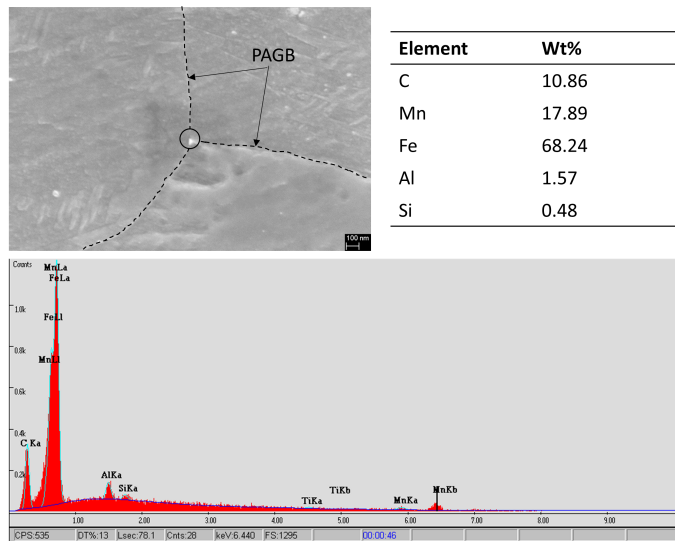 PAGB
100 nm
Element Wt%
C 10.86
Mn 17.89
Fe 68.24
Al 1.57
Si 0.48
Counts
MnLa
FeLa
1.0k
FeLl
0.8k
MnLl
0.6k
0.4k
C Ka
0.2k
AlKa
SiKa
TiKb
TiKa
MnKa
MnKb
1.00 2.00 3.00 4.00 5.00 6.00 7.00 8.00 9.00
CPS:535 DT%:13 Lsec:78.1 Cnts:28 keV:6.440 FS:1295 00:00:46